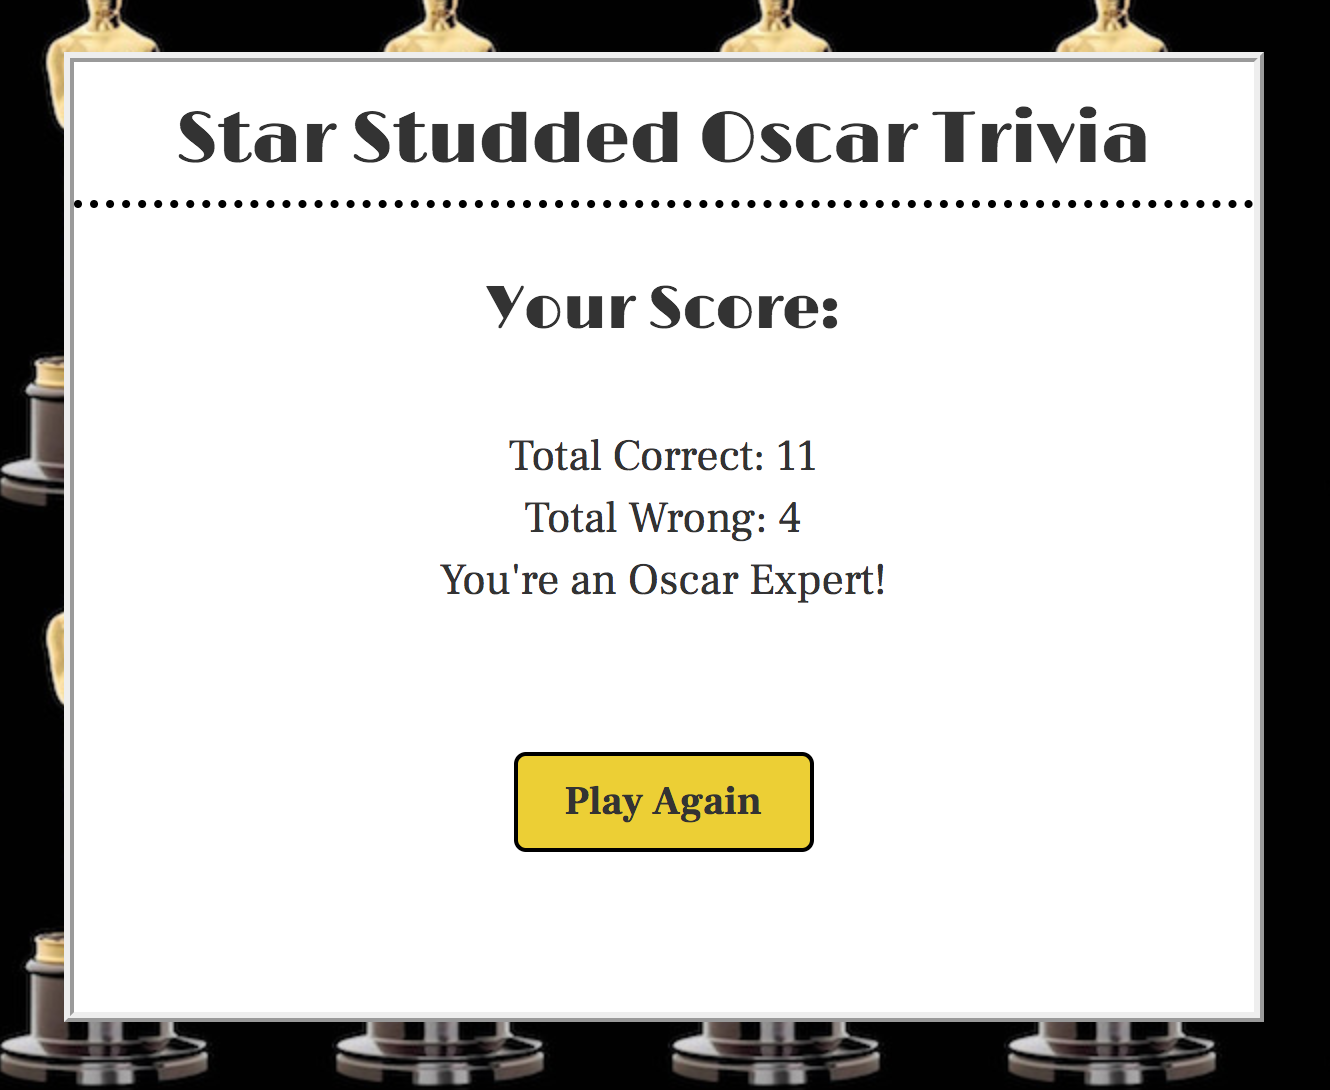 Star Studded Oscar Trivia
Your Score:
Total Correct: 11
Total Wrong: 4
You're an Oscar Expert!
Play Again